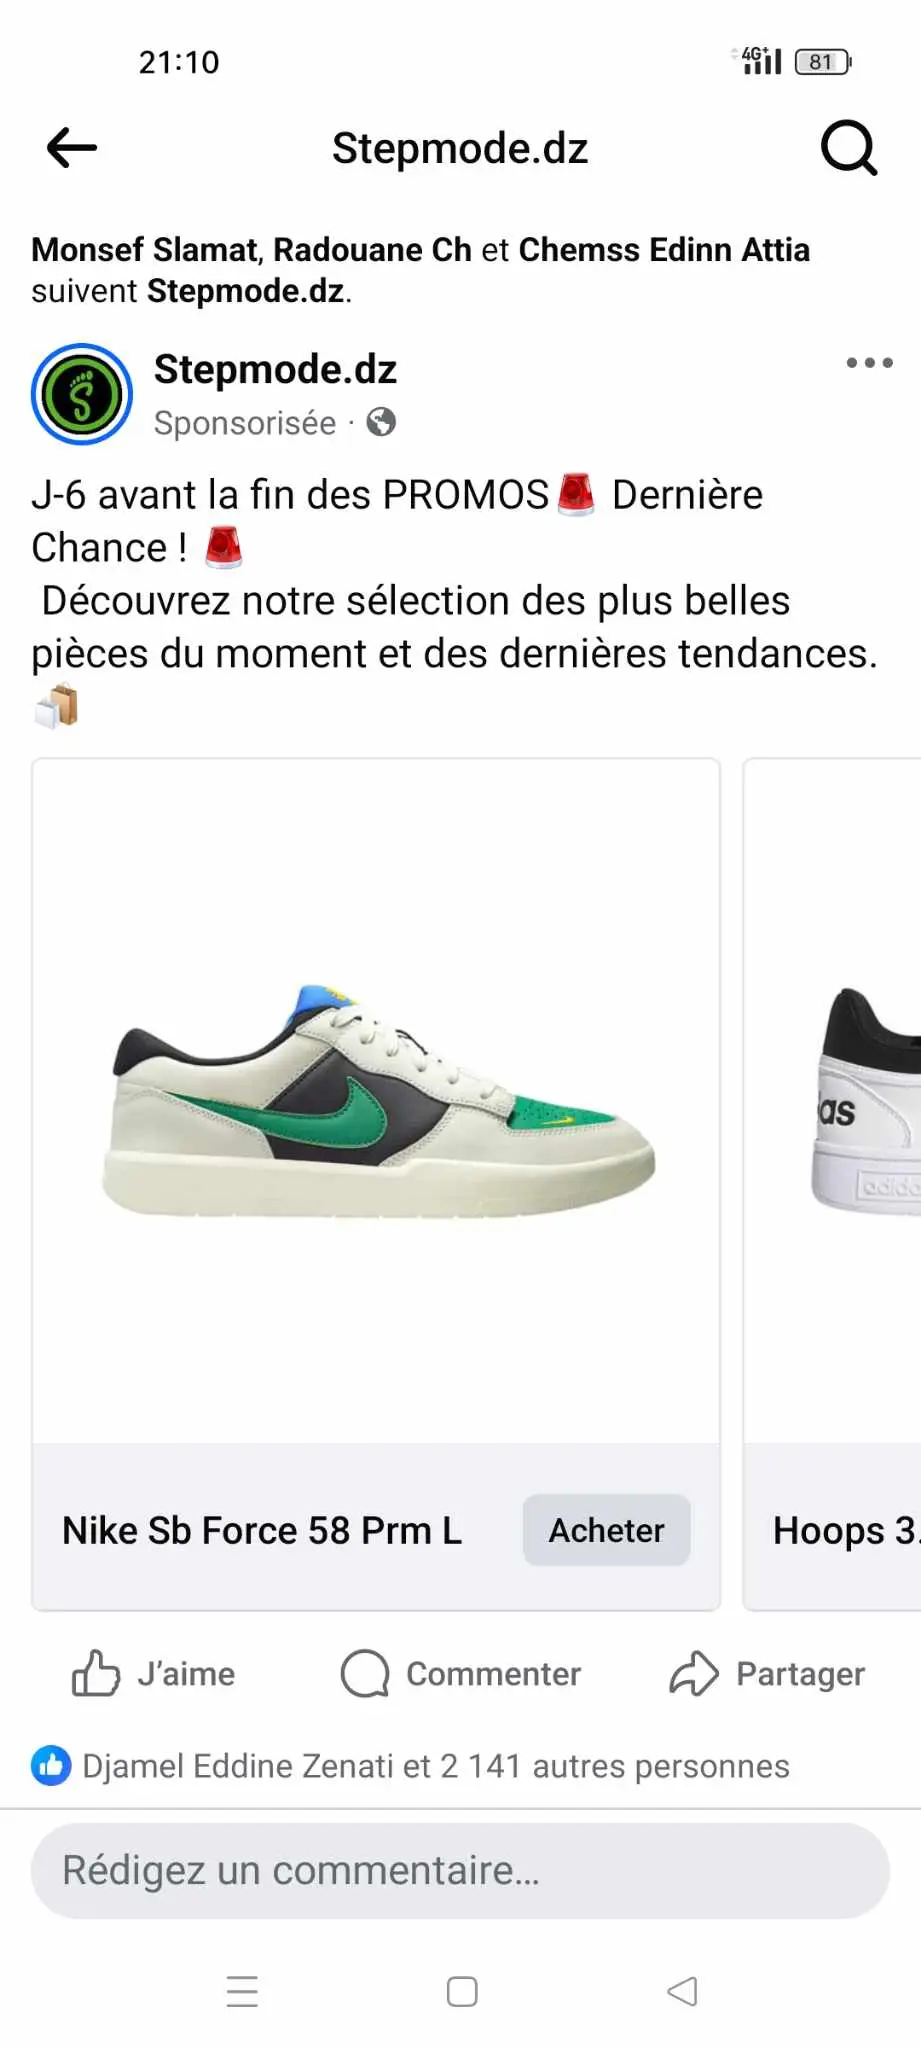 21:10
4G+
81
Stepmode.dz
Monsef Slamat, Radouane Ch et Chemss Edinn Attia
suivent Stepmode.dz.
Stepmode.dz
Sponsorisée ·
J-6 avant la fin des PROMOS🚨 Dernière
Chance ! 🚨
Découvrez notre sélection des plus belles
pièces du moment et des dernières tendances.
🛍️
Nike Sb Force 58 Prm L
Acheter
Hoops 3.
J'aime
Commenter
Partager
Djamel Eddine Zenati et 2 141 autres personnes
Rédigez un commentaire...